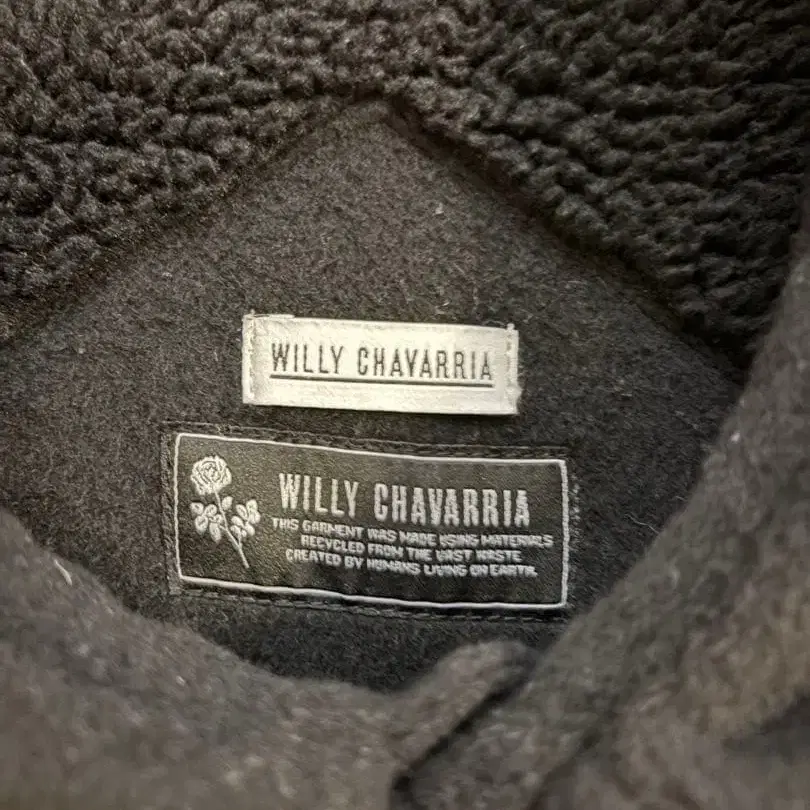 WILLY CHAVARRIA
WILLY CHAVARRIA
THIS GARMENT WAS MADE USING MATERIALS
RECYCLED FROM THE VAST WASTE
CREATED BY HUMANS LIVING ON EARTH.